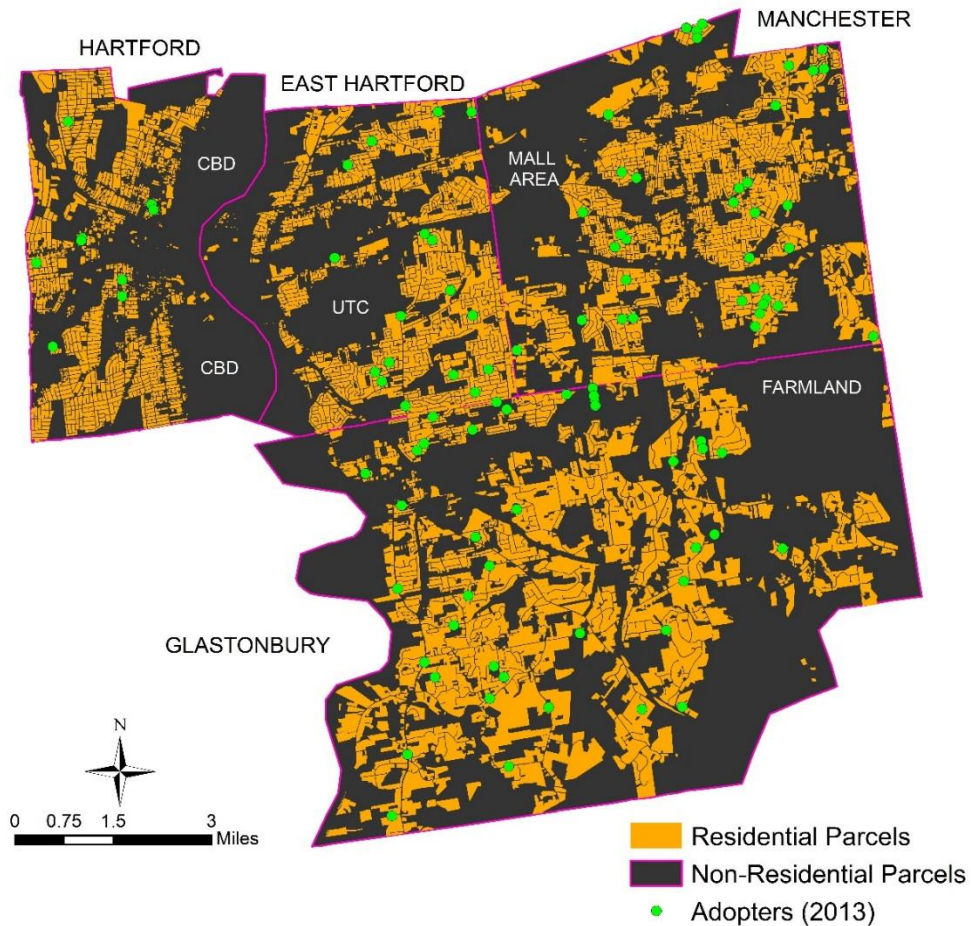 MANCHESTER
HARTFORD
EAST HARTFORD
CBD
MALL
AREA
UTC
CBD
FARMLAND
GLASTONBURY
N
0 0.75 1.5 3
Miles
Residential Parcels
Non-Residential Parcels
Adopters (2013)